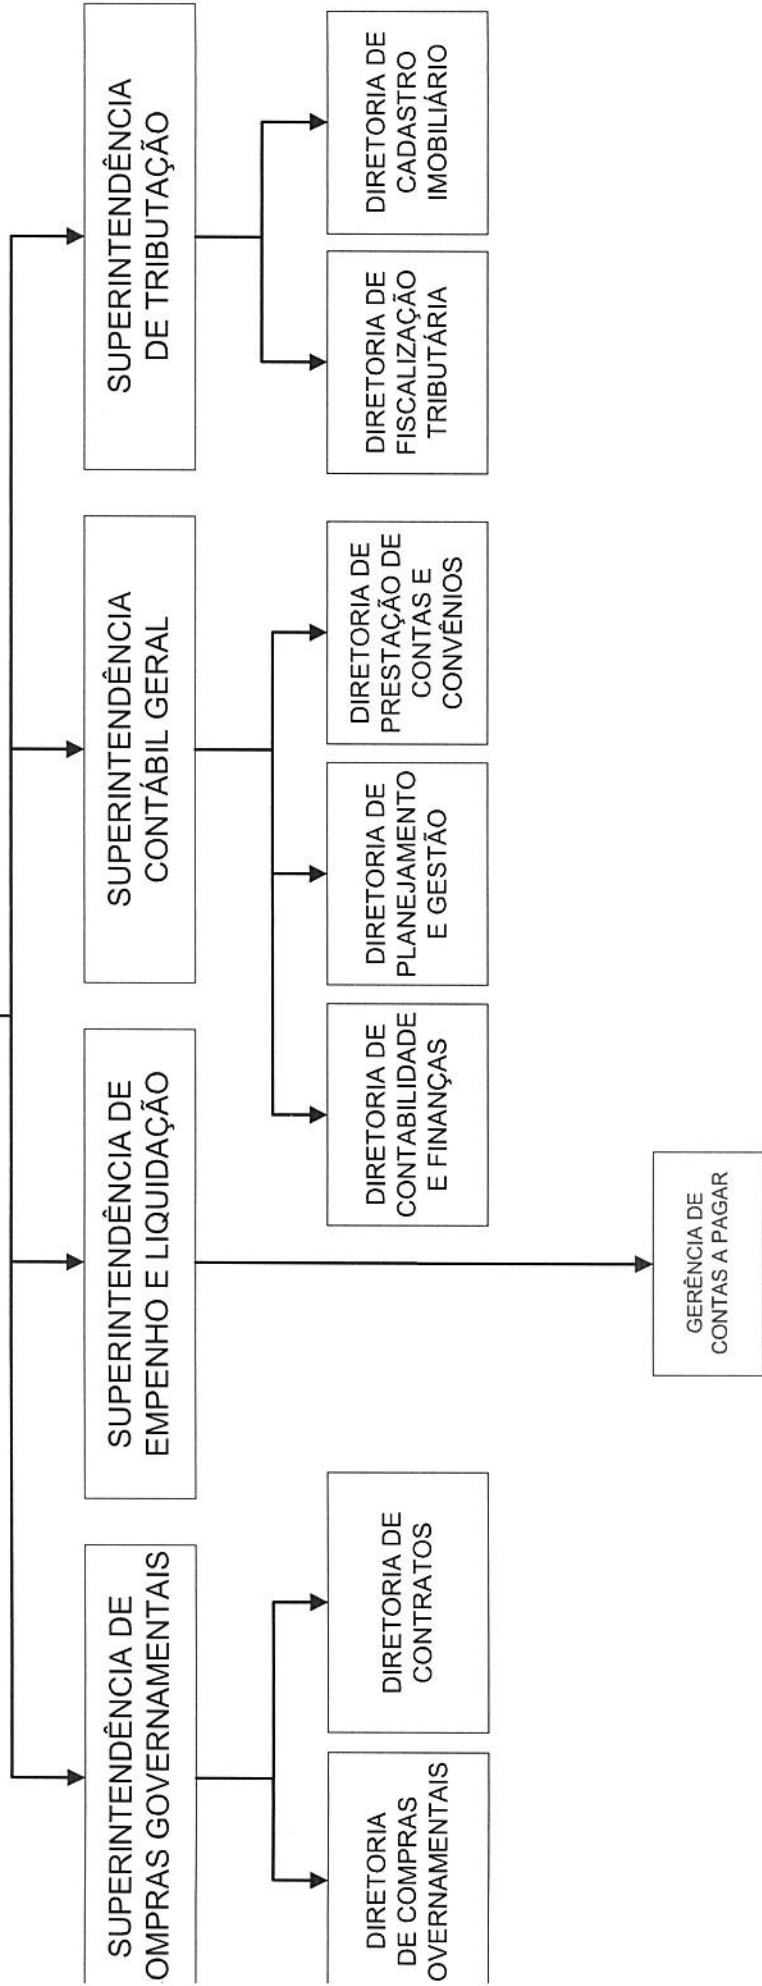 SUPERINTENDÊNCIA DE
OMPRAS GOVERNAMENTAIS
SUPERINTENDÊNCIA DE
EMPENHO E LIQUIDAÇÃO
SUPERINTENDÊNCIA
CONTÁBIL GERAL
SUPERINTENDÊNCIA
DE TRIBUTAÇÃO
DIRETORIA
DE COMPRAS
OVERNAMENTAIS
DIRETORIA DE
CONTRATOS
DIRETORIA DE
CONTABILIDADE
E FINANÇAS
DIRETORIA DE
PLANEJAMENTO
E GESTÃO
DIRETORIA DE
PRESTAÇÃO DE
CONTAS E
CONVÊNIOS
DIRETORIA DE
FISCALIZAÇÃO
TRIBUTÁRIA
DIRETORIA DE
CADASTRO
IMOBILIÁRIO
GERÊNCIA DE
CONTAS A PAGAR